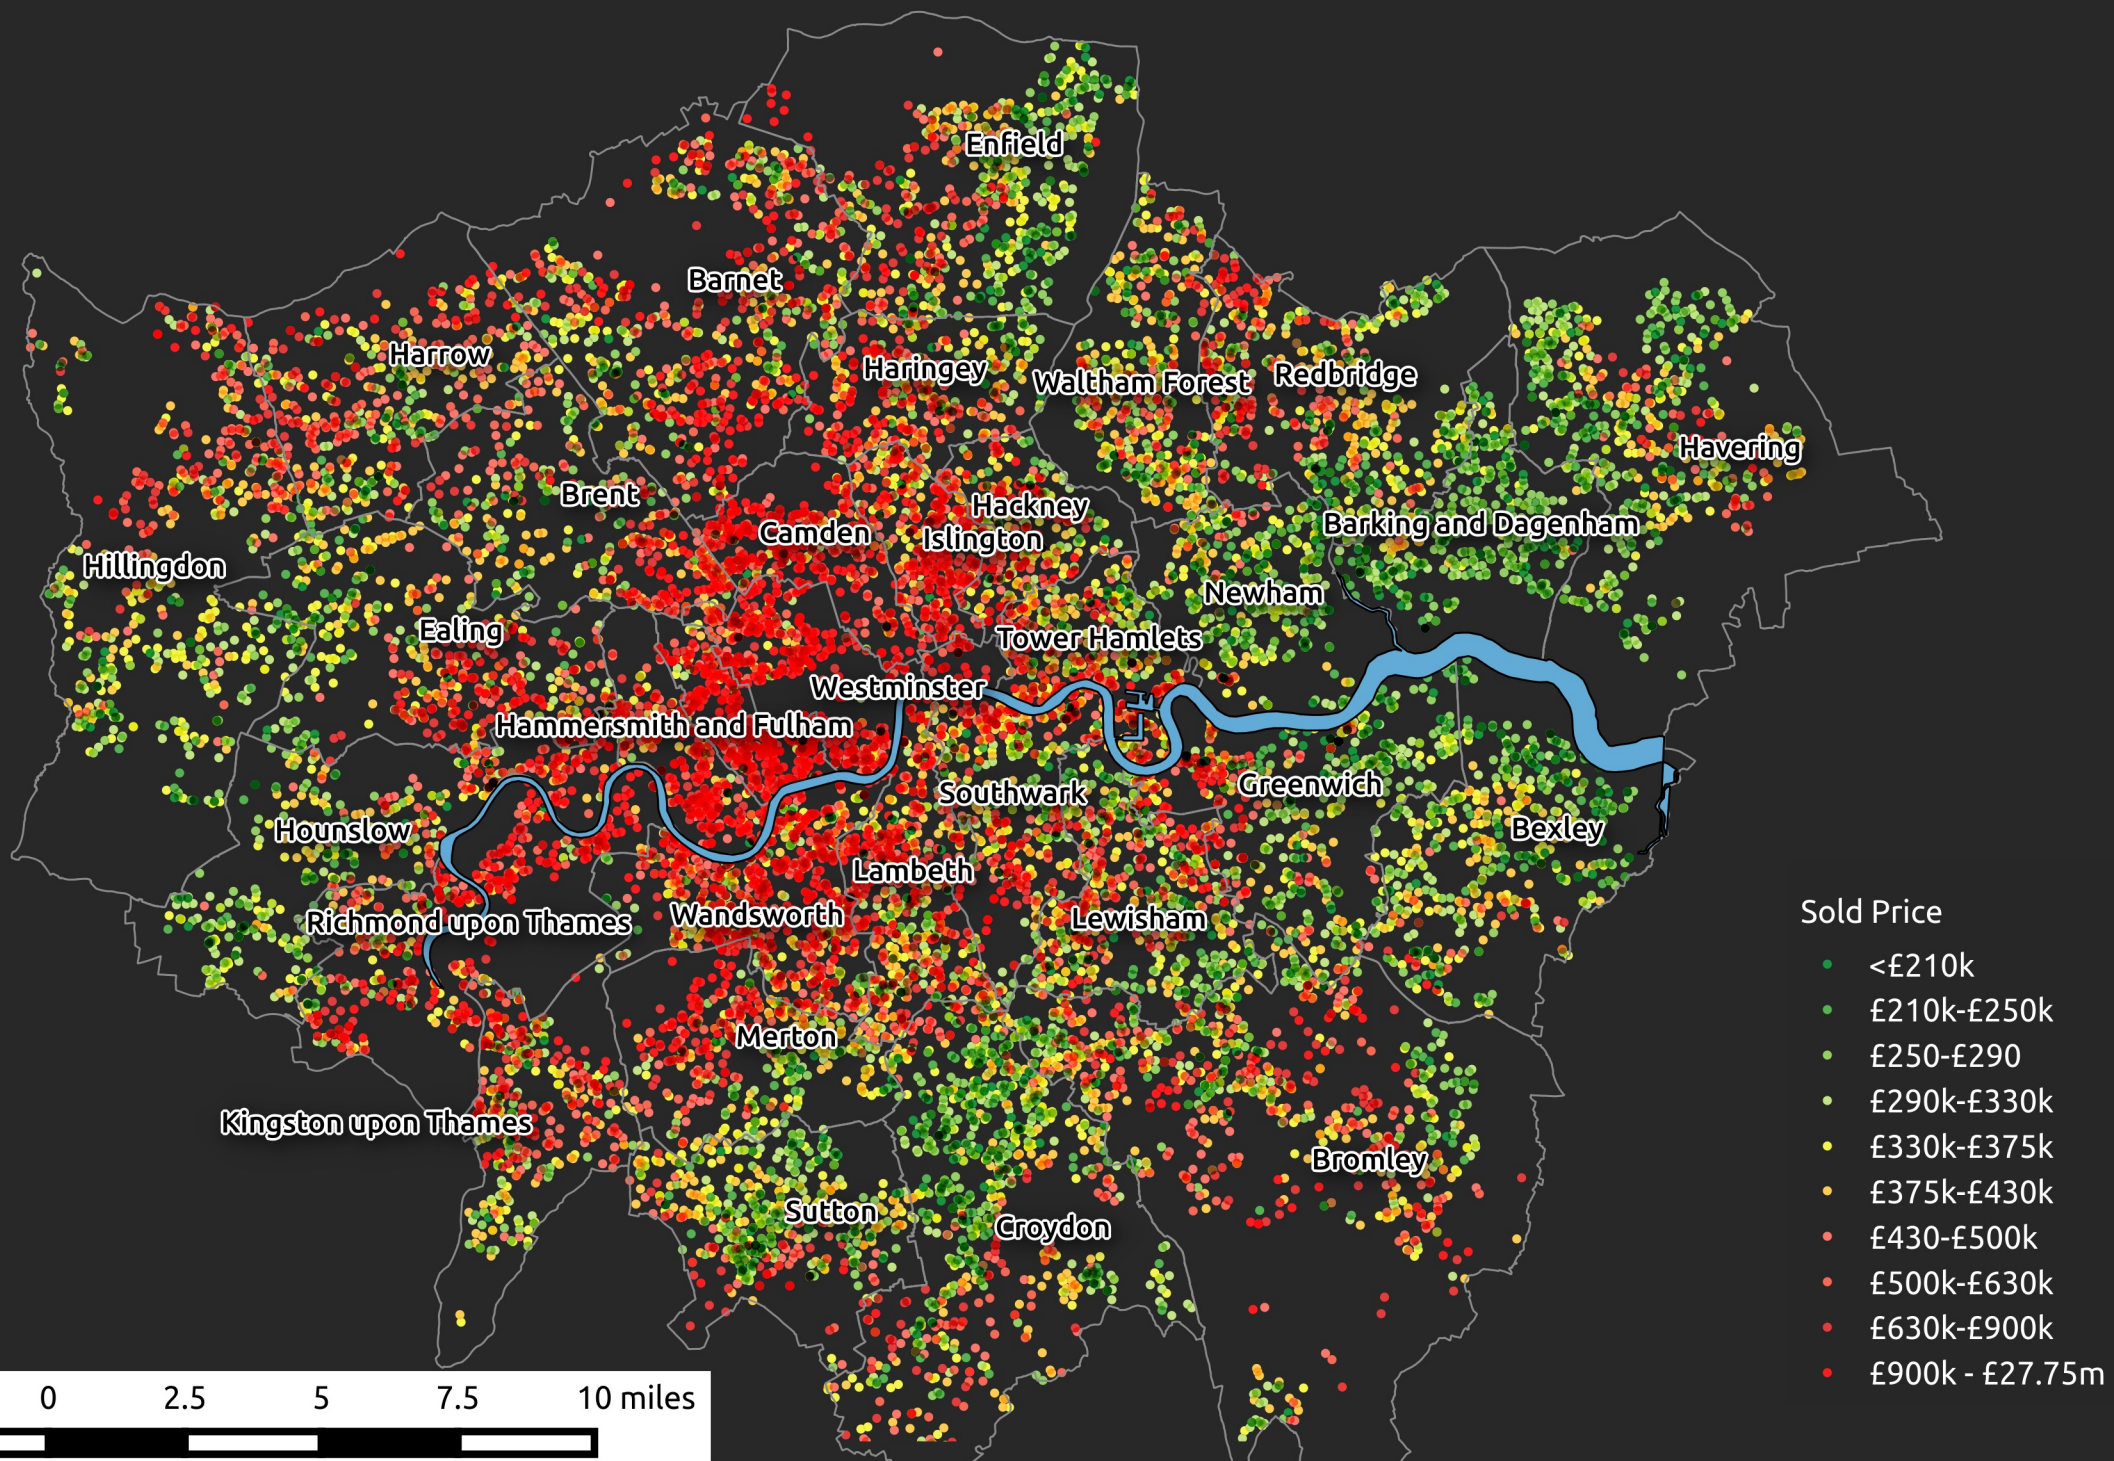 Enfield
Barnet
Harrow
Haringey
Waltham Forest
Redbridge
Havering
Brent
Hackney
Camden
Islington
Barking and Dagenham
Hillingdon
Newham
Ealing
Tower Hamlets
Westminster
Hammersmith and Fulham
Southwark
Greenwich
Hounslow
Bexley
Lambeth
Richmond upon Thames
Wandsworth
Lewisham
Merton
Kingston upon Thames
Bromley
Sutton
Croydon
Sold Price
<£210k
£210k-£250k
£250-£290
£290k-£330k
£330k-£375k
£375k-£430k
£430-£500k
£500k-£630k
£630k-£900k
£900k - £27.75m
0 2.5 5 7.5 10 miles